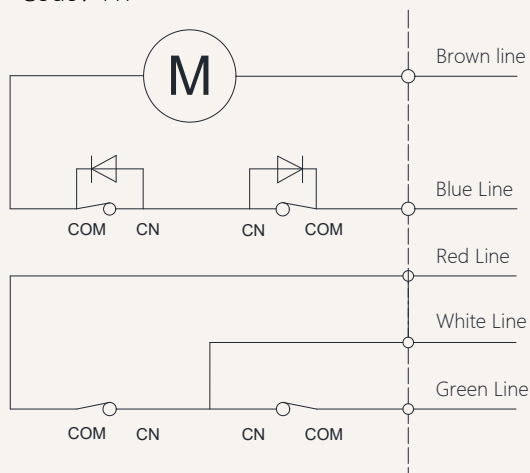 M
Brown line
Blue Line
COM CN CN COM
Red Line
White Line
Green Line
COM CN CN COM